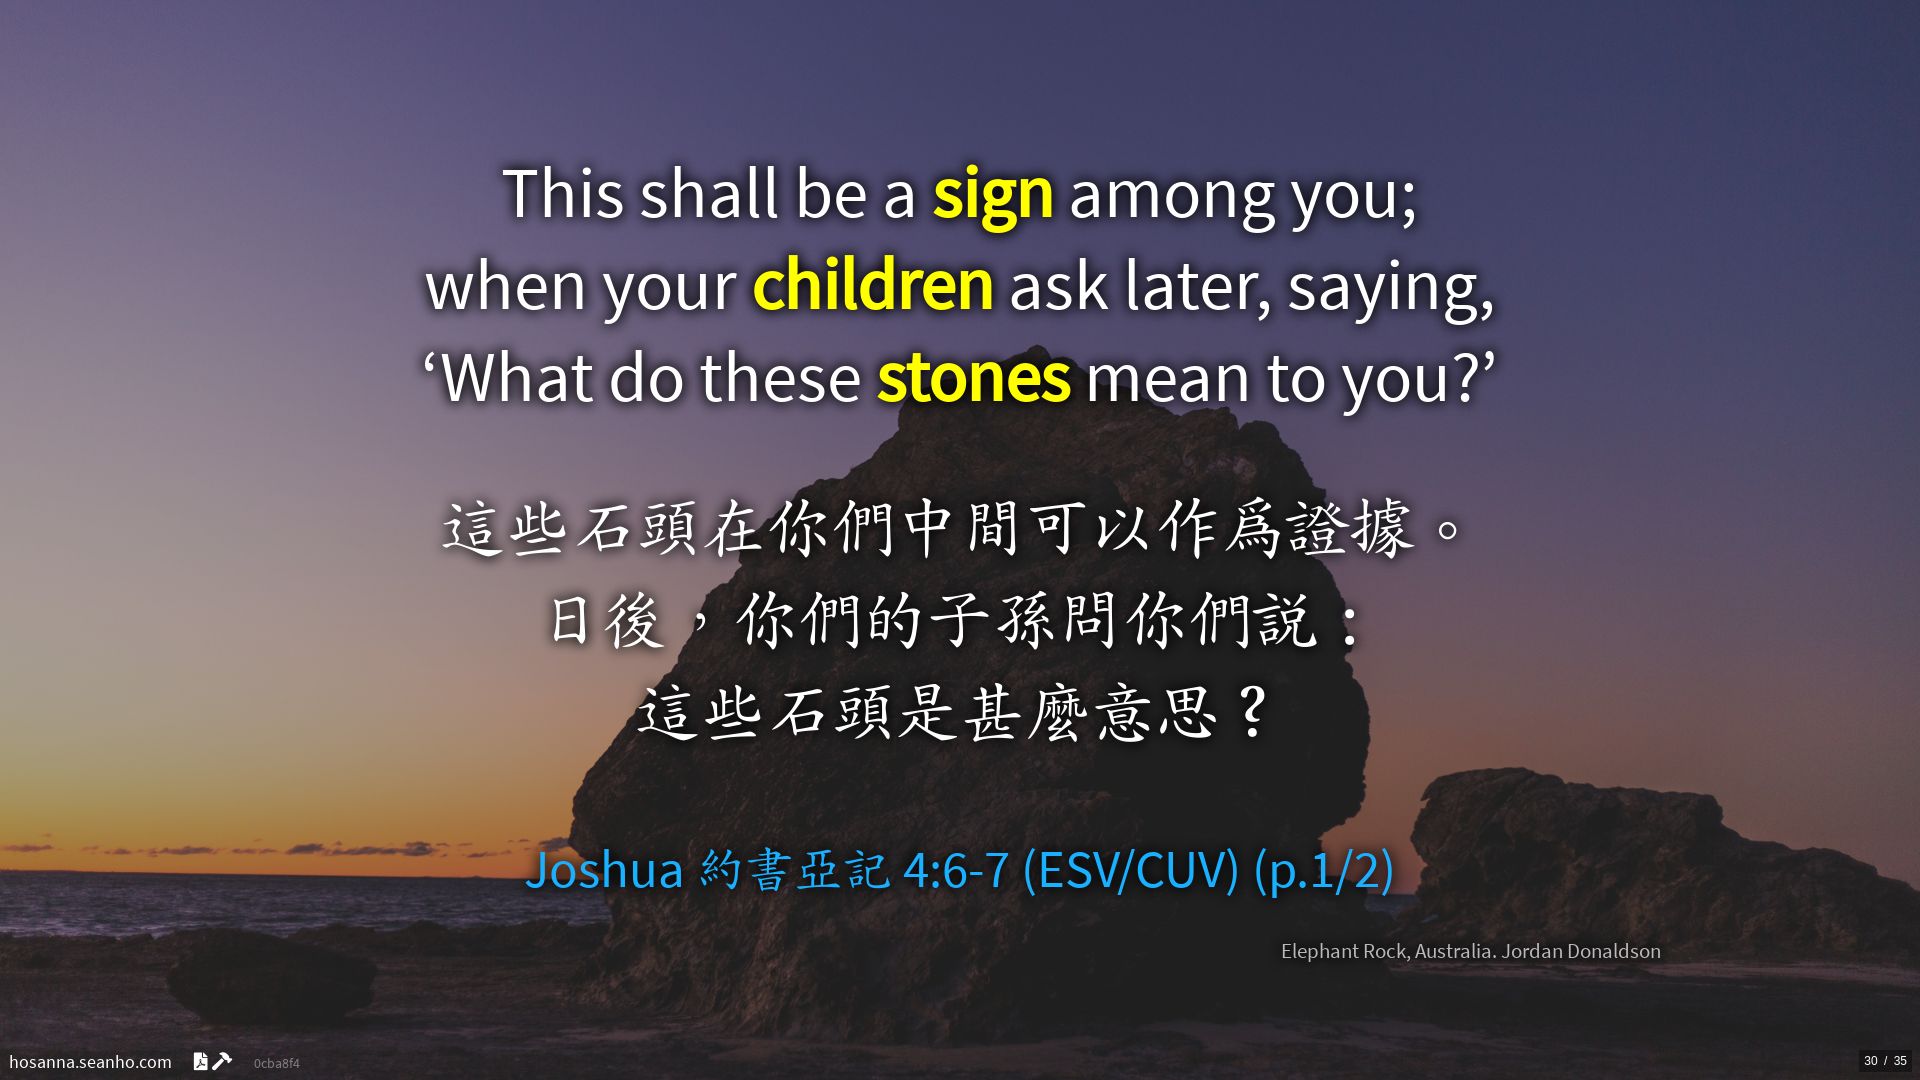 This shall be a sign among you;
when your children ask later, saying,
‘What do these stones mean to you?’
這些石頭在你們中間可以作爲證據。
日後，你們的子孫問你們説：
這些石頭是甚麼意思？
Joshua 約書亞記 4:6-7 (ESV/CUV) (p.1/2)
Elephant Rock, Australia. Jordan Donaldson
hosanna.seanho.com 0cba8f4
30 / 35